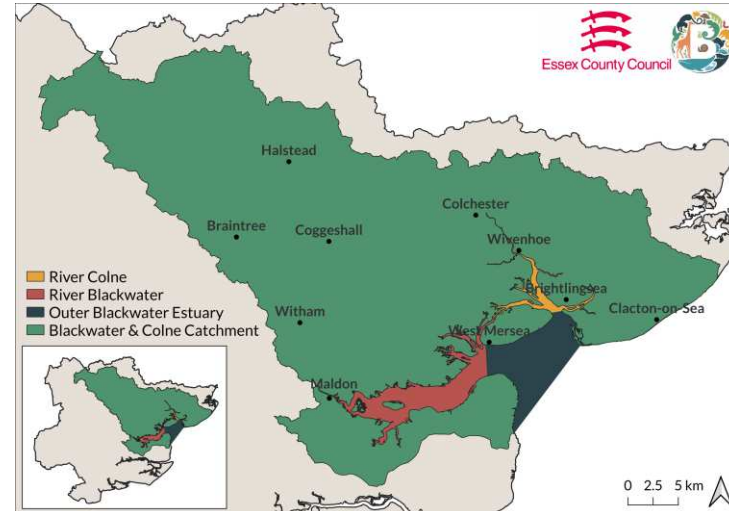 Essex County Council
B
Halstead
Colchester
Braintree
Coggeshall
Wivenhoe
River Colne
River Blackwater
Outer Blackwater Estuary
Blackwater & Colne Catchment
Brightlingsea
Clacton-on-Sea
Witham
West Mersea
Maldon
0 2.5 5 km